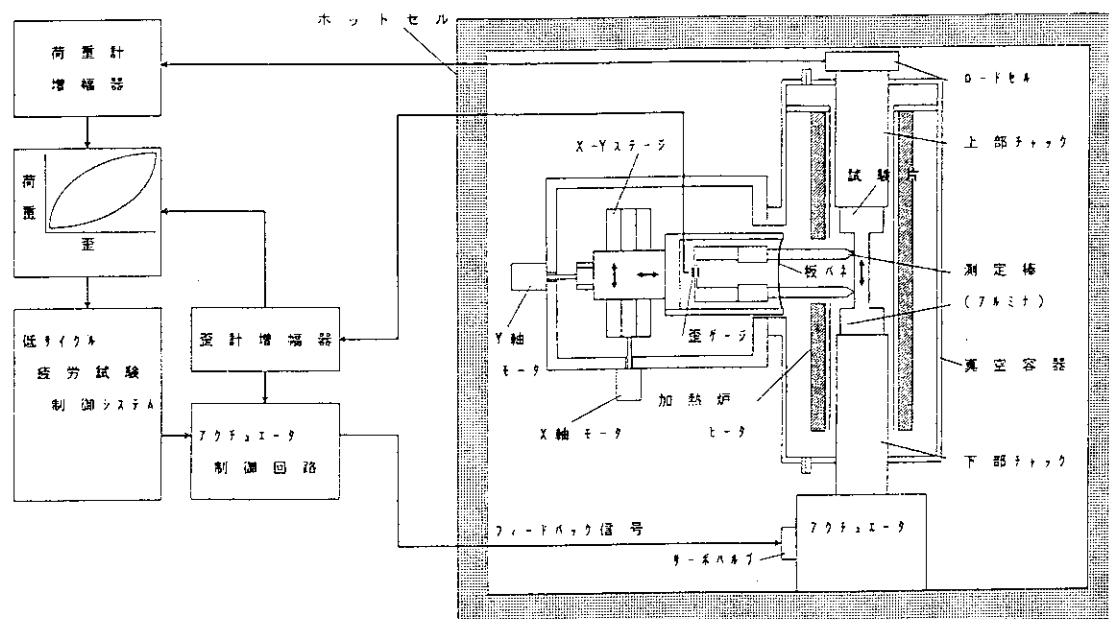 ホットセル
荷重計
増幅器
ロードセル
X-Yステージ
上部チャック
荷
重
試験片
歪
測定棒
板バネ
(アルミナ)
低サイクル
疲労試験
制御システム
歪計増幅器
Y軸
モータ
歪ゲージ
真空容器
加熱炉
ヒータ
X軸モータ
アクチュエータ
制御回路
下部チャック
フィードバック信号
アクチュエータ
サーボバルブ